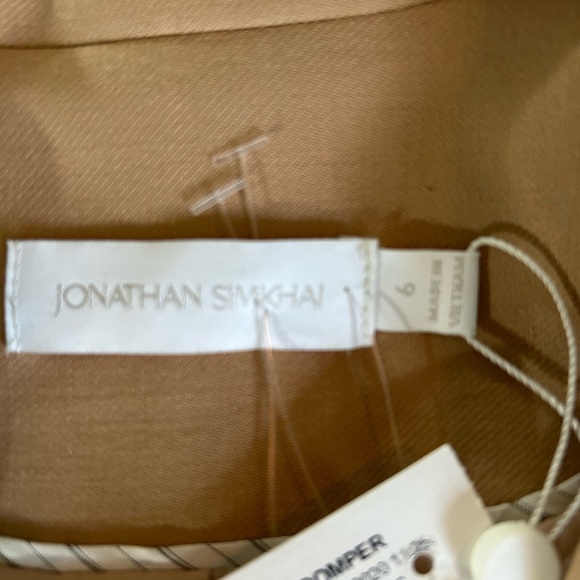 JONATHAN SIMKHAI
6
MADE IN
VIETNAM
ROMPER